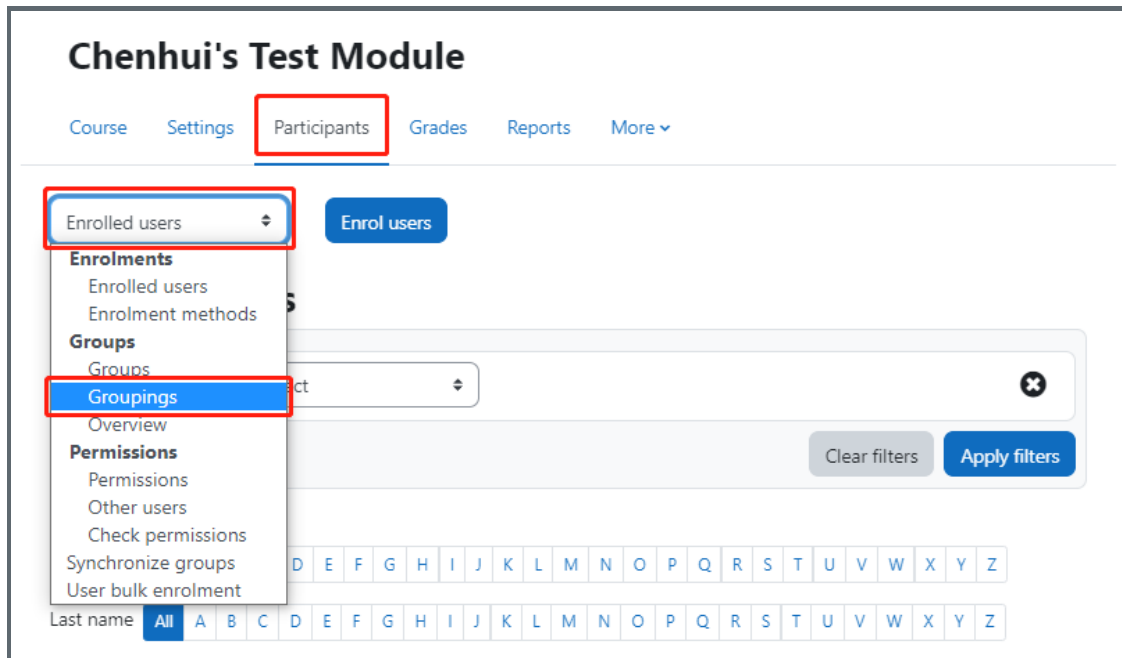 Chenhui's Test Module
Course Settings Participants Grades Reports More
Enrolled users Enrol users
Enrolments
Enrolled users
Enrolment methods
Groups
Groups
Groupings
Overview
Permissions
Permissions
Other users
Check permissions
Synchronize groups
User bulk enrolment
Clear filters Apply filters
D E F G H I J K L M N O P Q R S T U V W X Y Z
Last name All A B C D E F G H I J K L M N O P Q R S T U V W X Y Z